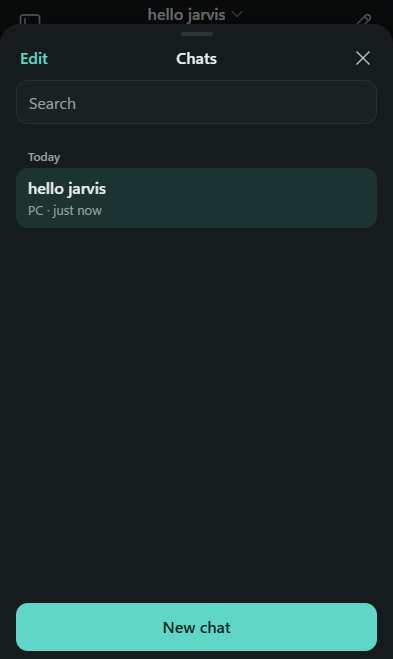 hello jarvis
Edit
Chats
Search
Today
hello jarvis
PC · just now
New chat